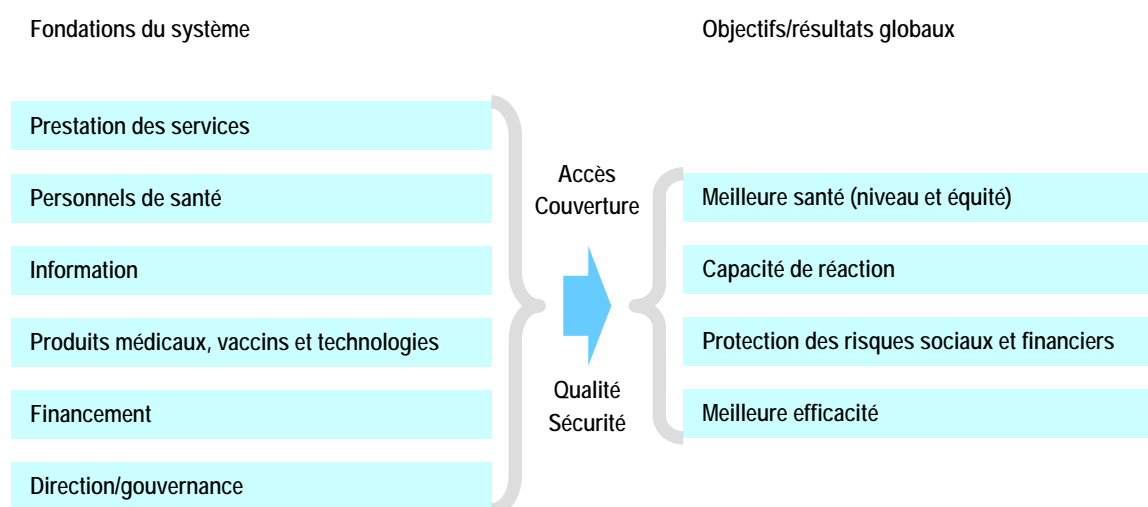 Fondations du système
Objectifs/résultats globaux
Prestation des services
Personnels de santé
Information
Produits médicaux, vaccins et technologies
Financement
Direction/gouvernance
Accès
Couverture
Qualité
Sécurité
Meilleure santé (niveau et équité)
Capacité de réaction
Protection des risques sociaux et financiers
Meilleure efficacité